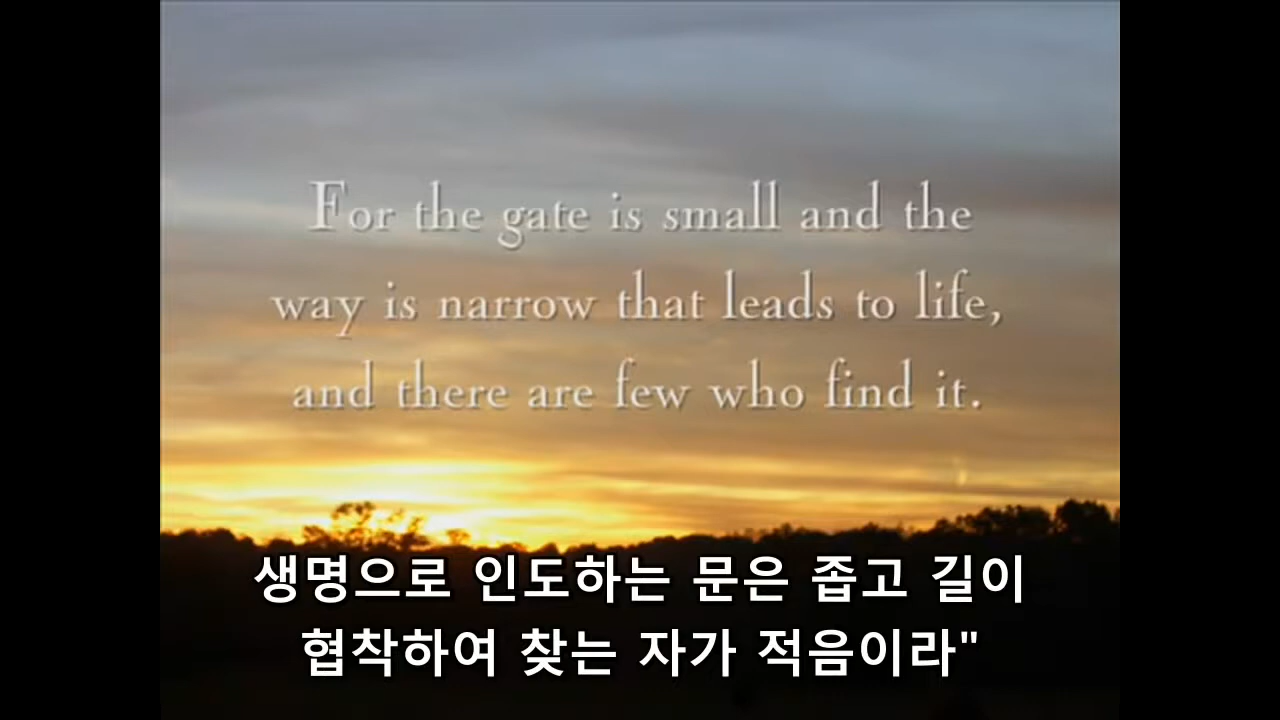 For the gate is small and the
way is narrow that leads to life,
and there are few who find it.
생명으로 인도하는 문은 좁고 길이
협착하여 찾는 자가 적음이라"